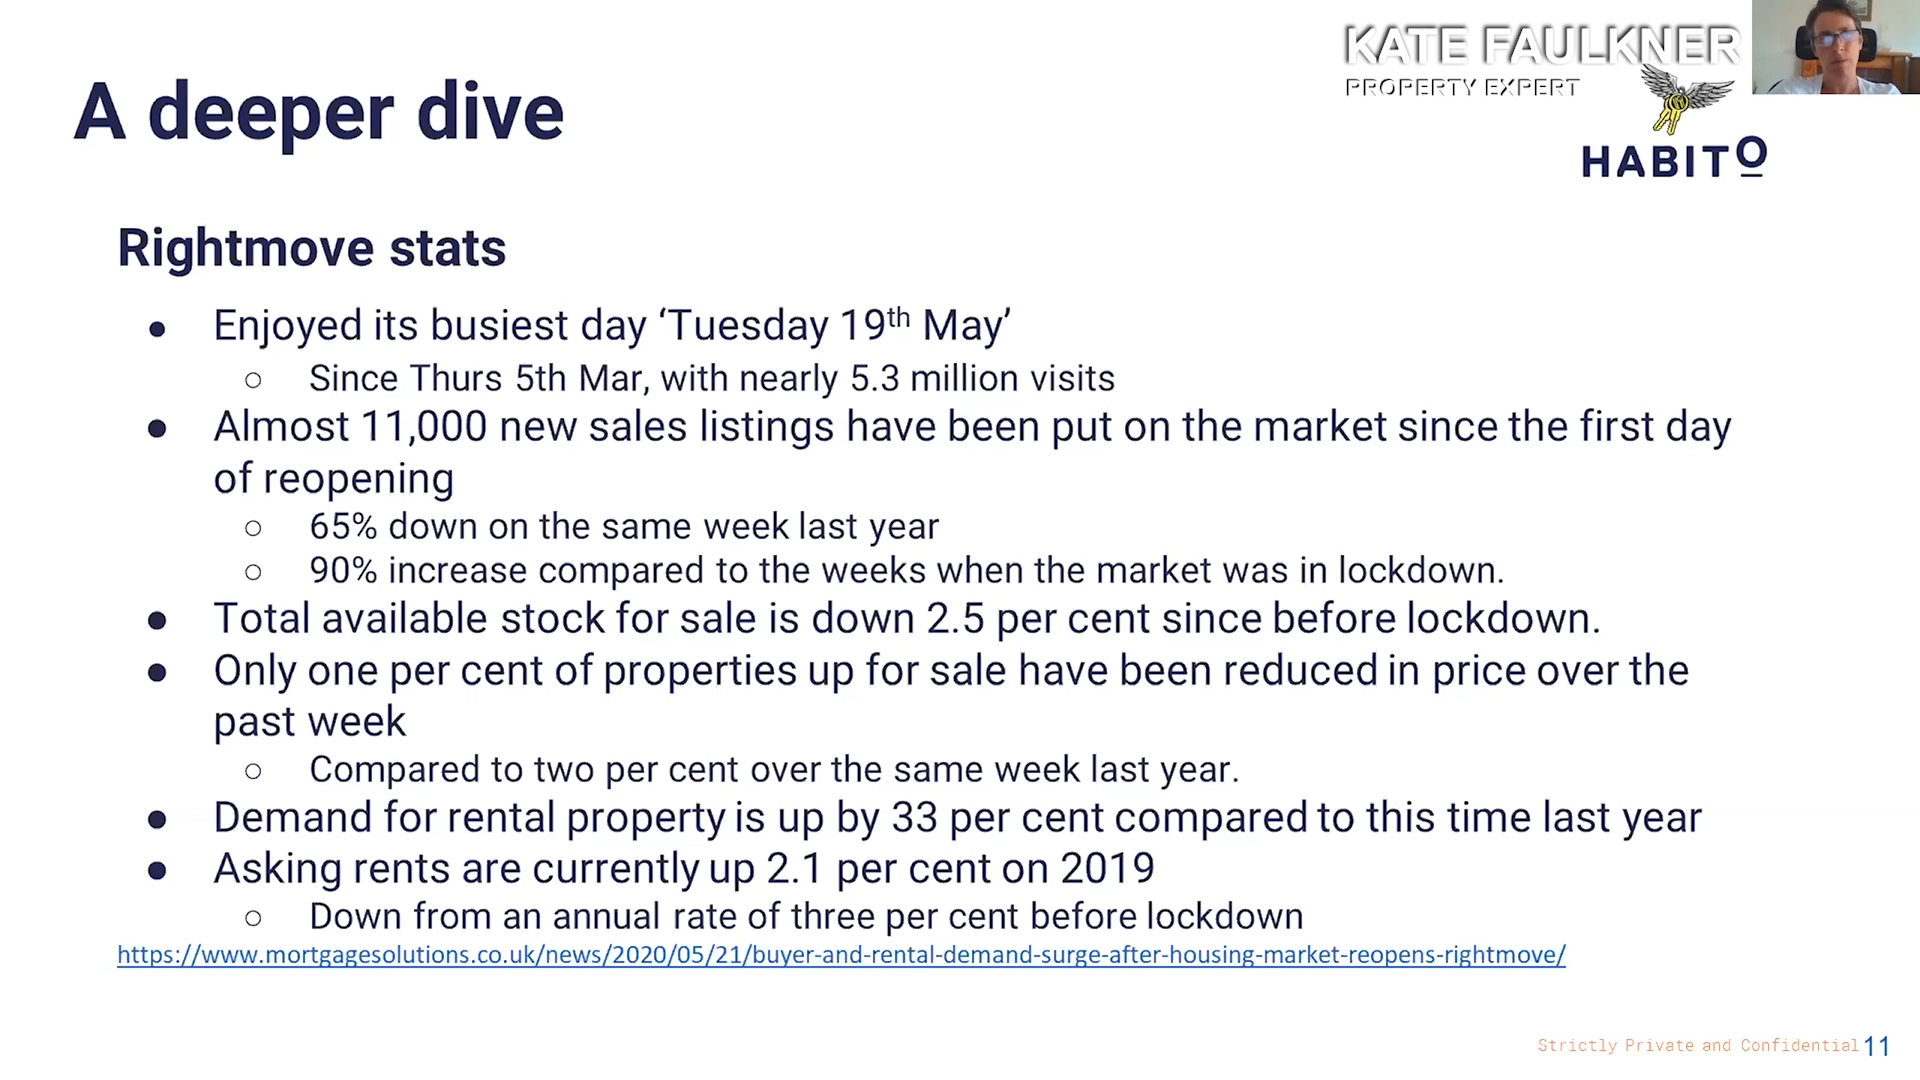 KATE FAULKNER
PROPERTY EXPERT
A deeper dive
HABITO
Rightmove stats
● Enjoyed its busiest day ‘Tuesday 19th May’
○ Since Thurs 5th Mar, with nearly 5.3 million visits
● Almost 11,000 new sales listings have been put on the market since the first day
of reopening
○ 65% down on the same week last year
○ 90% increase compared to the weeks when the market was in lockdown.
● Total available stock for sale is down 2.5 per cent since before lockdown.
● Only one per cent of properties up for sale have been reduced in price over the
past week
○ Compared to two per cent over the same week last year.
● Demand for rental property is up by 33 per cent compared to this time last year
● Asking rents are currently up 2.1 per cent on 2019
○ Down from an annual rate of three per cent before lockdown
https://www.mortgagesolutions.co.uk/news/2020/05/21/buyer-and-rental-demand-surge-after-housing-market-reopens-rightmove/
Strictly Private and Confidential 11